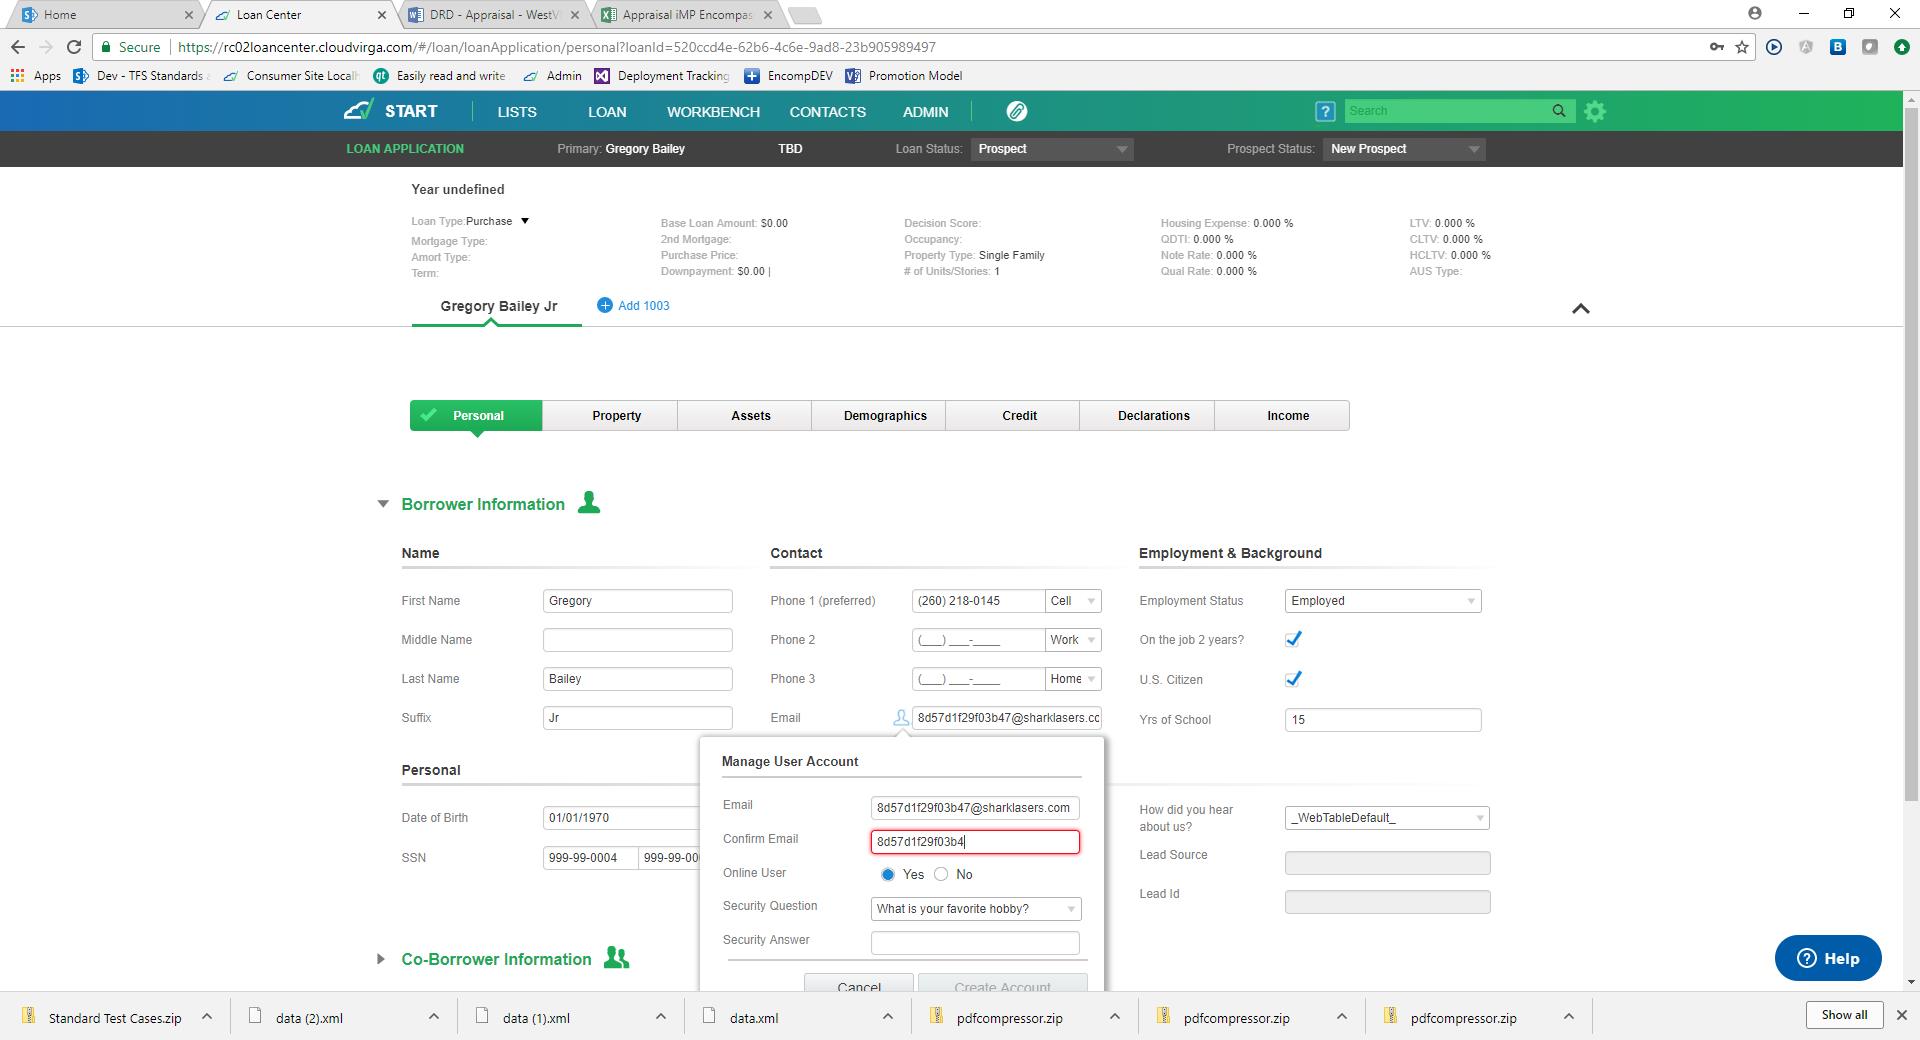 Home
Loan Center
DRD - Appraisal - WestV
Appraisal iMP Encompas
Secure
https://rc02loancenter.cloudvirga.com/#/loan/loanApplication/personal?loanId=520ccd4e-62b6-4c6e-9ad8-23b905989497
Apps
Dev - TFS Standards
Consumer Site Local
Easily read and write
Admin
Deployment Tracking
EncompDEV
Promotion Model
START
LISTS
LOAN
WORKBENCH
CONTACTS
ADMIN
?
Search
LOAN APPLICATION
Primary: Gregory Bailey
TBD
Loan Status: Prospect
Prospect Status: New Prospect
Year undefined
Loan Type:Purchase
Mortgage Type:
Amort Type:
Term:
Base Loan Amount: $0.00
2nd Mortgage:
Purchase Price:
Downpayment: $0.00 |
Decision Score:
Occupancy:
Property Type: Single Family
# of Units/Stories: 1
Housing Expense: 0.000 %
QDTI: 0.000 %
Note Rate: 0.000 %
Qual Rate: 0.000 %
LTV: 0.000 %
CLTV: 0.000 %
HCLTV: 0.000 %
AUS Type:
Gregory Bailey Jr
Add 1003
Personal
Property
Assets
Demographics
Credit
Declarations
Income
Borrower Information
Name
First Name Gregory
Middle Name
Last Name Bailey
Suffix Jr
Contact
Phone 1 (preferred) (260) 218-0145 Cell
Phone 2 (___) ___-____ Work
Phone 3 (___) ___-____ Home
Email 8d57d1f29f03b47@sharklasers.cc
Employment & Background
Employment Status Employed
On the job 2 years?
U.S. Citizen
Yrs of School 15
Personal
Date of Birth 01/01/1970
SSN 999-99-0004 999-99-00
Manage User Account
Email 8d57d1f29f03b47@sharklasers.com
Confirm Email 8d57d1f29f03b4
Online User Yes No
Security Question What is your favorite hobby?
Security Answer
Cancel
Create Account
How did you hear
about us?
_WebTableDefault_
Lead Source
Lead Id
Co-Borrower Information
Help
Standard Test Cases.zip
data (2).xml
data (1).xml
data.xml
pdfcompressor.zip
pdfcompressor.zip
pdfcompressor.zip
Show all